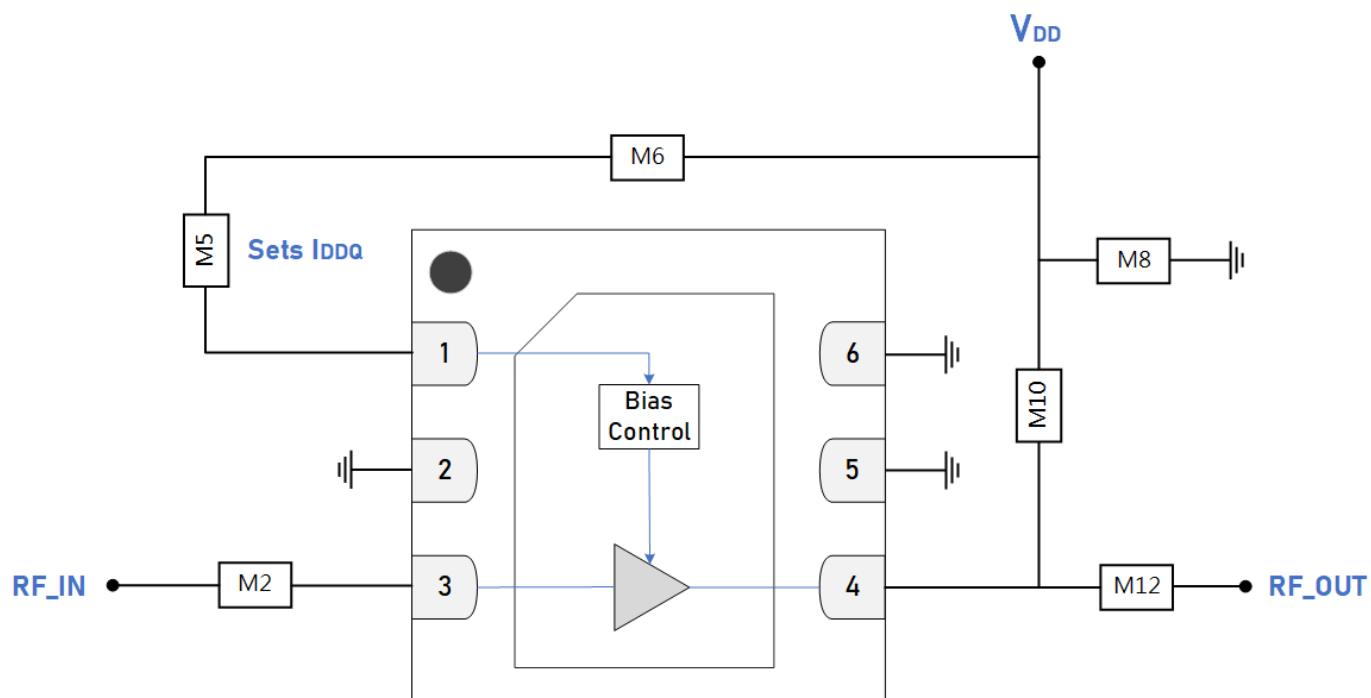 VDD
M6
M5
Sets IDDQ
M8
1
6
Bias
Control
M10
2
5
RF_IN
M2
3
4
M12
RF_OUT